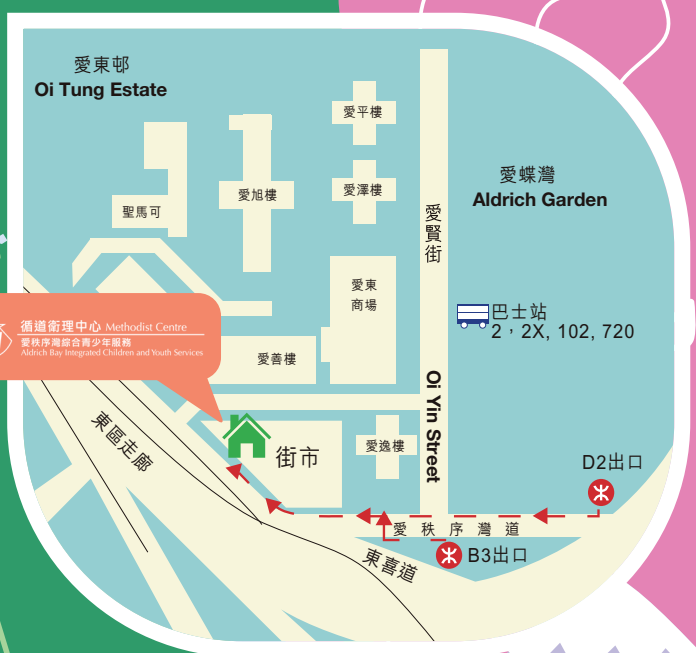 愛東邨
Oi Tung Estate
愛平樓
愛蝶灣
Aldrich Garden
愛澤樓
愛旭樓
聖馬可
愛賢街
愛東
商場
巴士站
2，2X, 102, 720
循道衛理中心 Methodist Centre
愛秩序灣綜合青少年服務
Aldrich Bay Integrated Children and Youth Services
愛善樓
Oi Yin Street
東區走廊
街市
愛逸樓
D2出口
愛秩序灣道
B3出口
東喜道